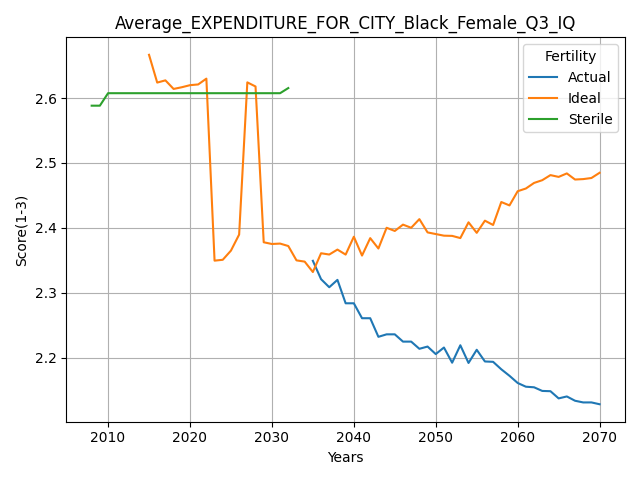 Average_EXPENDITURE_FOR_CITY_Black_Female_Q3_IQ
Fertility
Actual
Ideal
Sterile
Score(1-3)
2.6
2.5
2.4
2.3
2.2
2010 2020 2030 2040 2050 2060 2070
Years